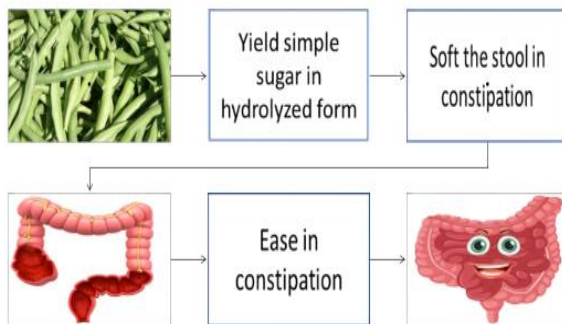 Yield simple
sugar in
hydrolyzed form
Soft the stool in
constipation
Ease in
constipation